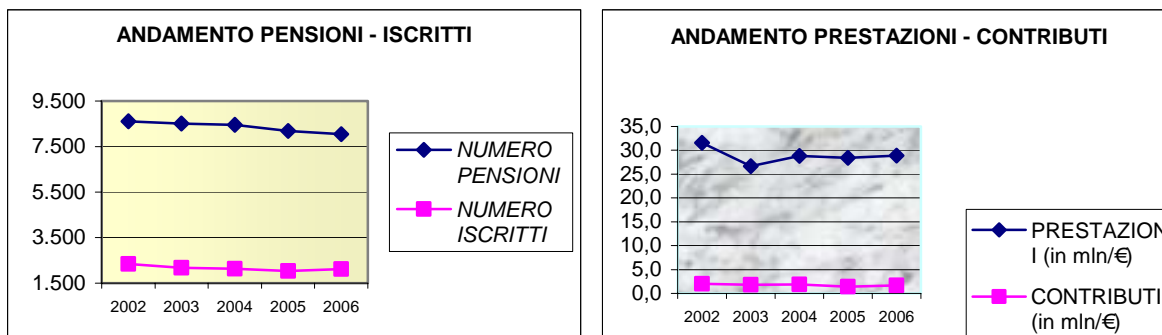 ANDAMENTO PENSIONI - ISCRITTI
9.500
7.500
5.500
3.500
1.500
2002 2003 2004 2005 2006
NUMERO
PENSIONI
NUMERO
ISCRITTI
ANDAMENTO PRESTAZIONI - CONTRIBUTI
35,0
30,0
25,0
20,0
15,0
10,0
5,0
0,0
2002 2003 2004 2005 2006
PRESTAZION
I (in mln/€)
CONTRIBUTI
(in mln/€)